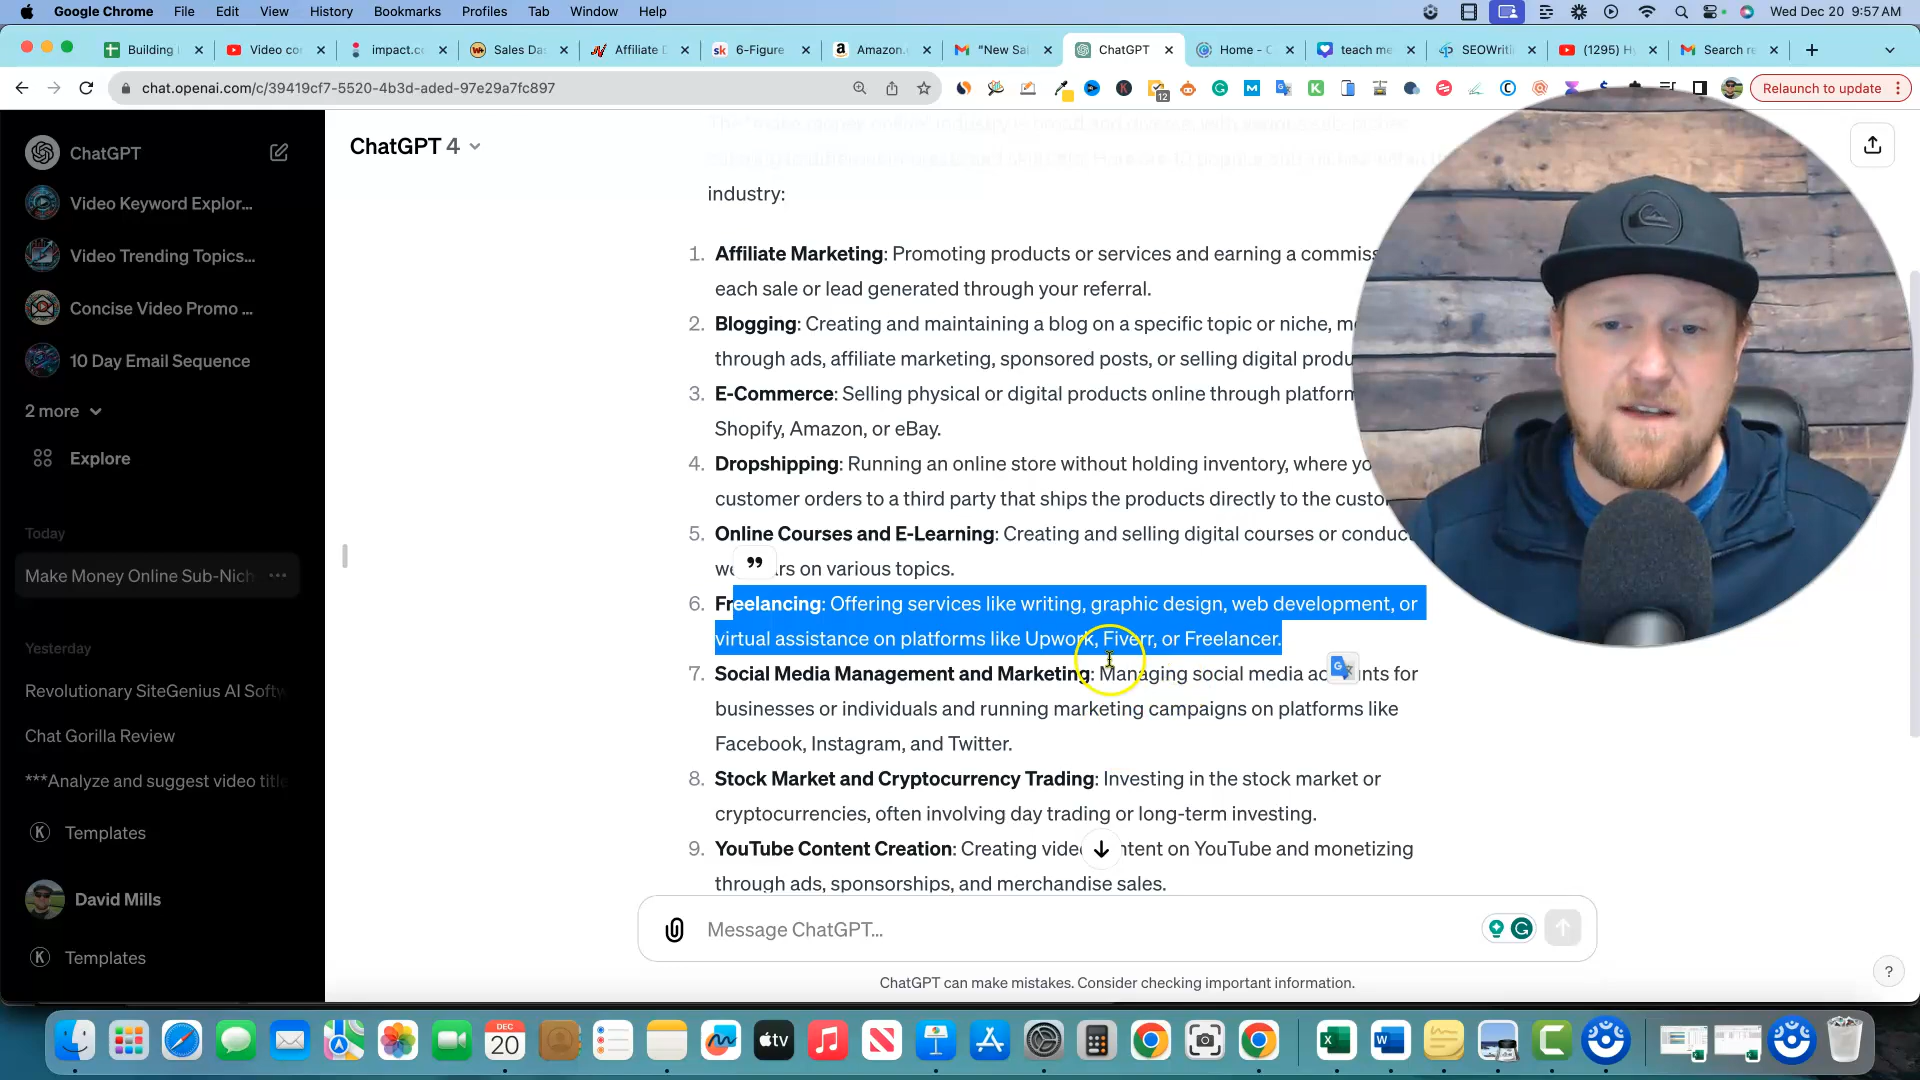 Google Chrome File Edit View History Bookmarks Profiles Tab Window Help Wed Dec 20 9:57 AM
Building Video co impact.c Sales Da Affiliate D 6-Figure Amazon. "New Sa ChatGPT Home - C teach me SEOWriti (1295) H Search re
chat.openai.com/c/39419cf7-5520-4b3d-aded-97e29a7fc897 12 Relaunch to update
ChatGPT
ChatGPT 4
Video Keyword Explor...
Video Trending Topics...
Concise Video Promo ...
10 Day Email Sequence
2 more
Explore
Today
Make Money Online Sub-Nich
Yesterday
Revolutionary SiteGenius AI Softw
Chat Gorilla Review
***Analyze and suggest video title
Templates
David Mills
Templates
industry:
1. Affiliate Marketing: Promoting products or services and earning a commiss
each sale or lead generated through your referral.
2. Blogging: Creating and maintaining a blog on a specific topic or niche, mo
through ads, affiliate marketing, sponsored posts, or selling digital produ
3. E-Commerce: Selling physical or digital products online through platform
Shopify, Amazon, or eBay.
4. Dropshipping: Running an online store without holding inventory, where yo
customer orders to a third party that ships the products directly to the custo
5. Online Courses and E-Learning: Creating and selling digital courses or conduc
on various topics.
6. Freelancing: Offering services like writing, graphic design, web development, or
virtual assistance on platforms like Upwork, Fiverr, or Freelancer.
7. Social Media Management and Marketing: Managing social media accounts for
businesses or individuals and running marketing campaigns on platforms like
Facebook, Instagram, and Twitter.
8. Stock Market and Cryptocurrency Trading: Investing in the stock market or
cryptocurrencies, often involving day trading or long-term investing.
9. YouTube Content Creation: Creating video content on YouTube and monetizing
through ads, sponsorships, and merchandise sales.
Message ChatGPT...
ChatGPT can make mistakes. Consider checking important information.
?
DEC
20
tv